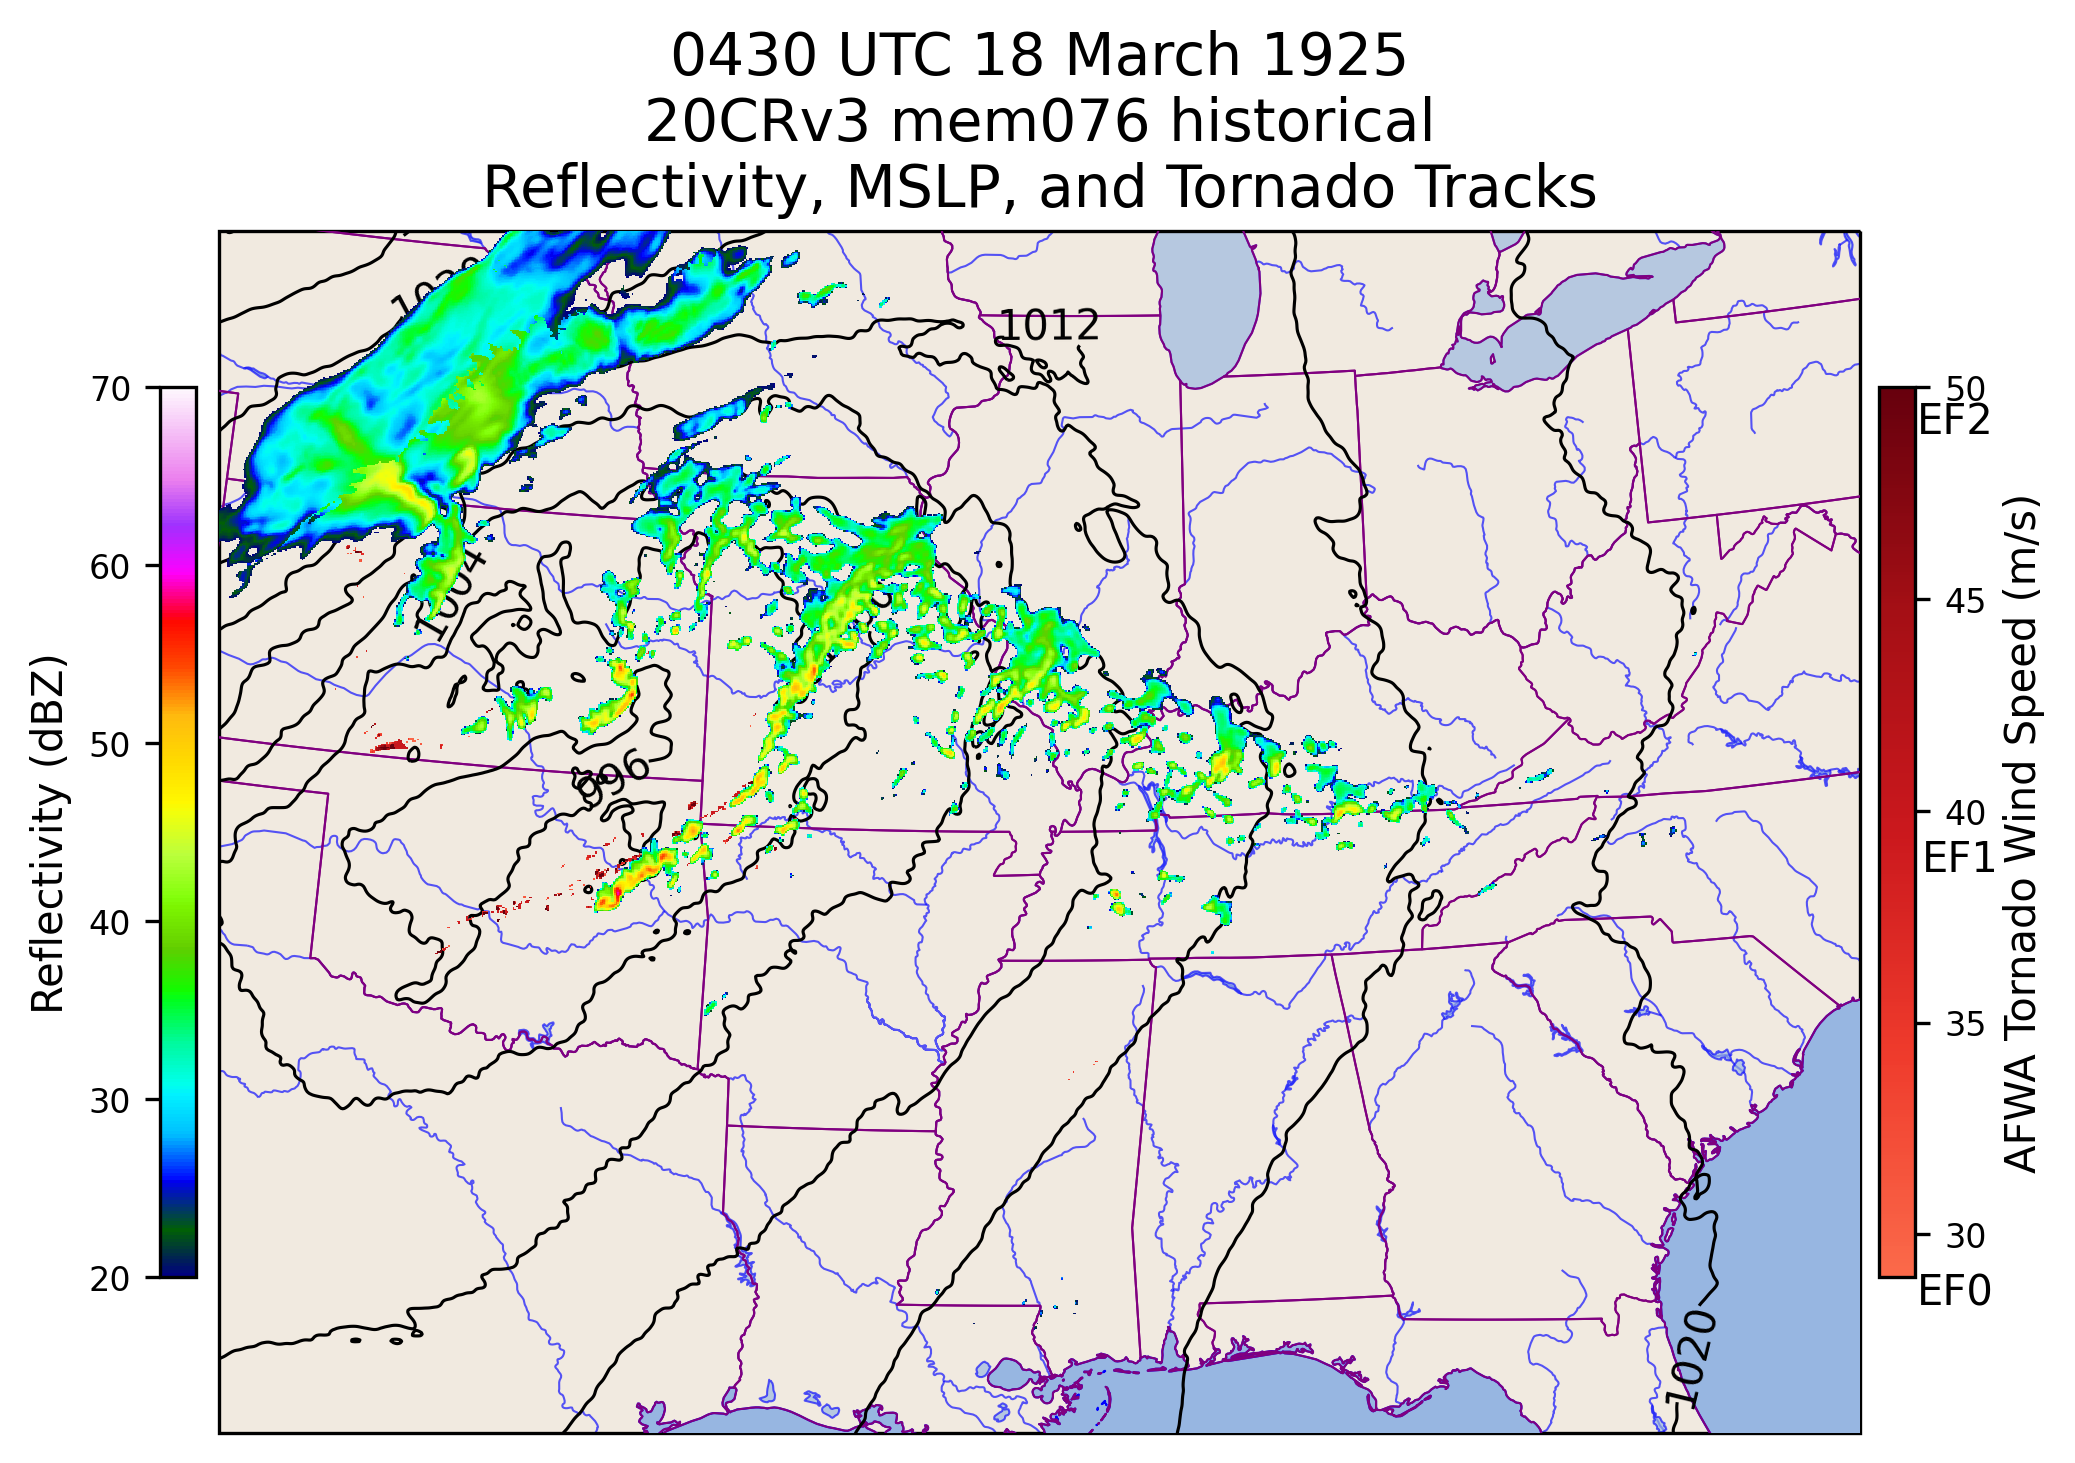 0430 UTC 18 March 1925
20CRv3 mem076 historical
Reflectivity, MSLP, and Tornado Tracks
1012
1004
996
1020
70
60
50
40
30
20
Reflectivity (dBZ)
50
EF2
45
40
EF1
35
30
EF0
AFWA Tornado Wind Speed (m/s)